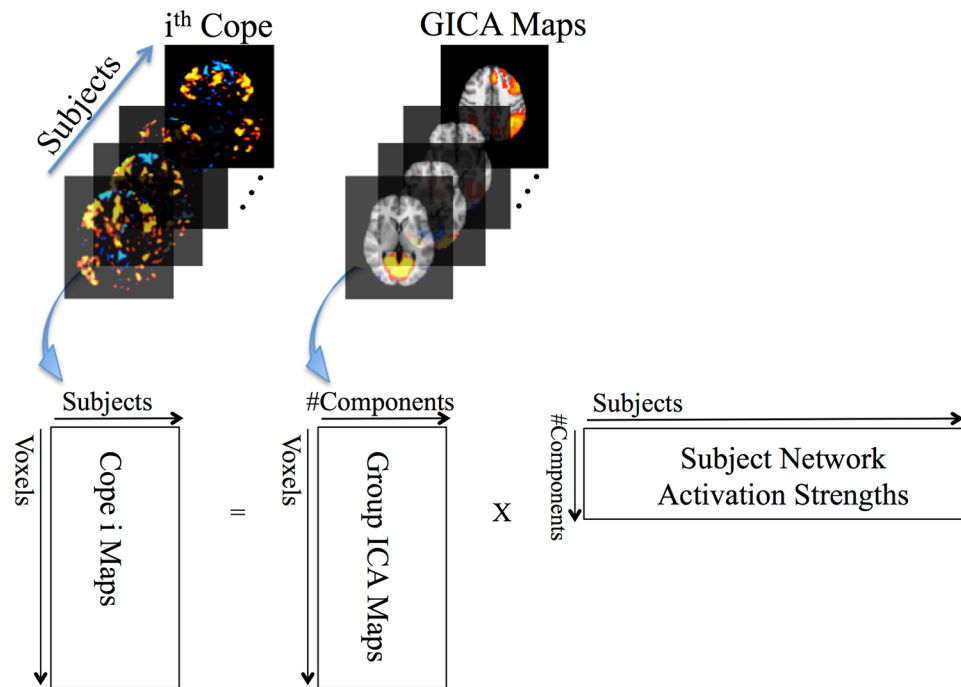 i^th Cope
GICA Maps
Subjects
Subjects
#Components
Subjects
Voxels
Cope i Maps
=
Voxels
Group ICA Maps
X
#Components
Subject Network
Activation Strengths